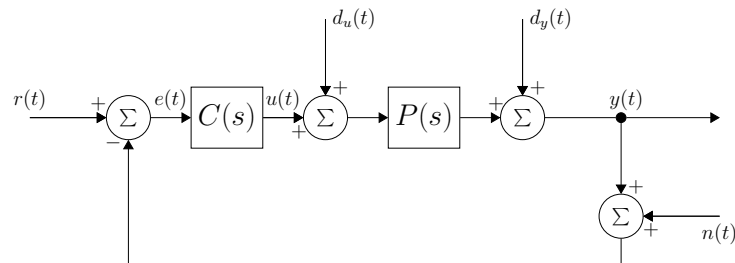 d_u(t) d_y(t)
r(t) + Σ e(t) C(s) u(t) + + Σ P(s) + + Σ y(t)
−
+
Σ
+
n(t)